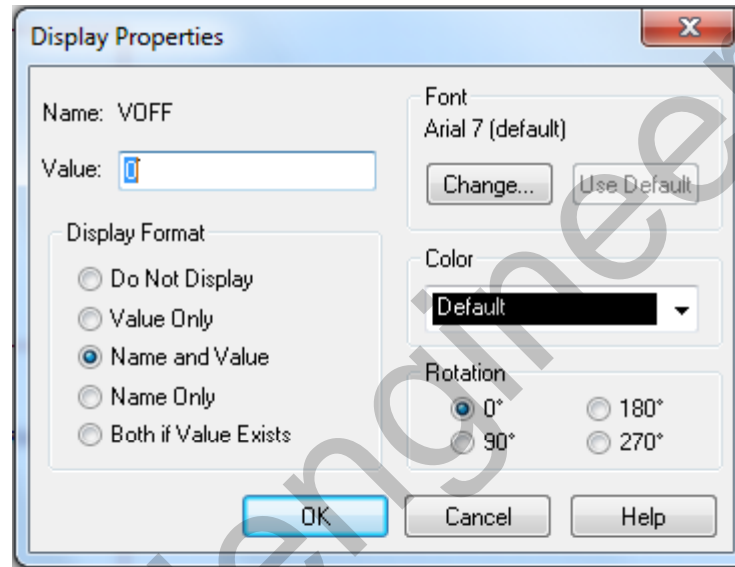 Display Properties
Name: VOFF
Value: 0
Display Format
Do Not Display
Value Only
Name and Value
Name Only
Both if Value Exists
Font
Arial 7 (default)
Change... Use Default
Color
Default
Rotation
0° 180°
90° 270°
OK Cancel Help